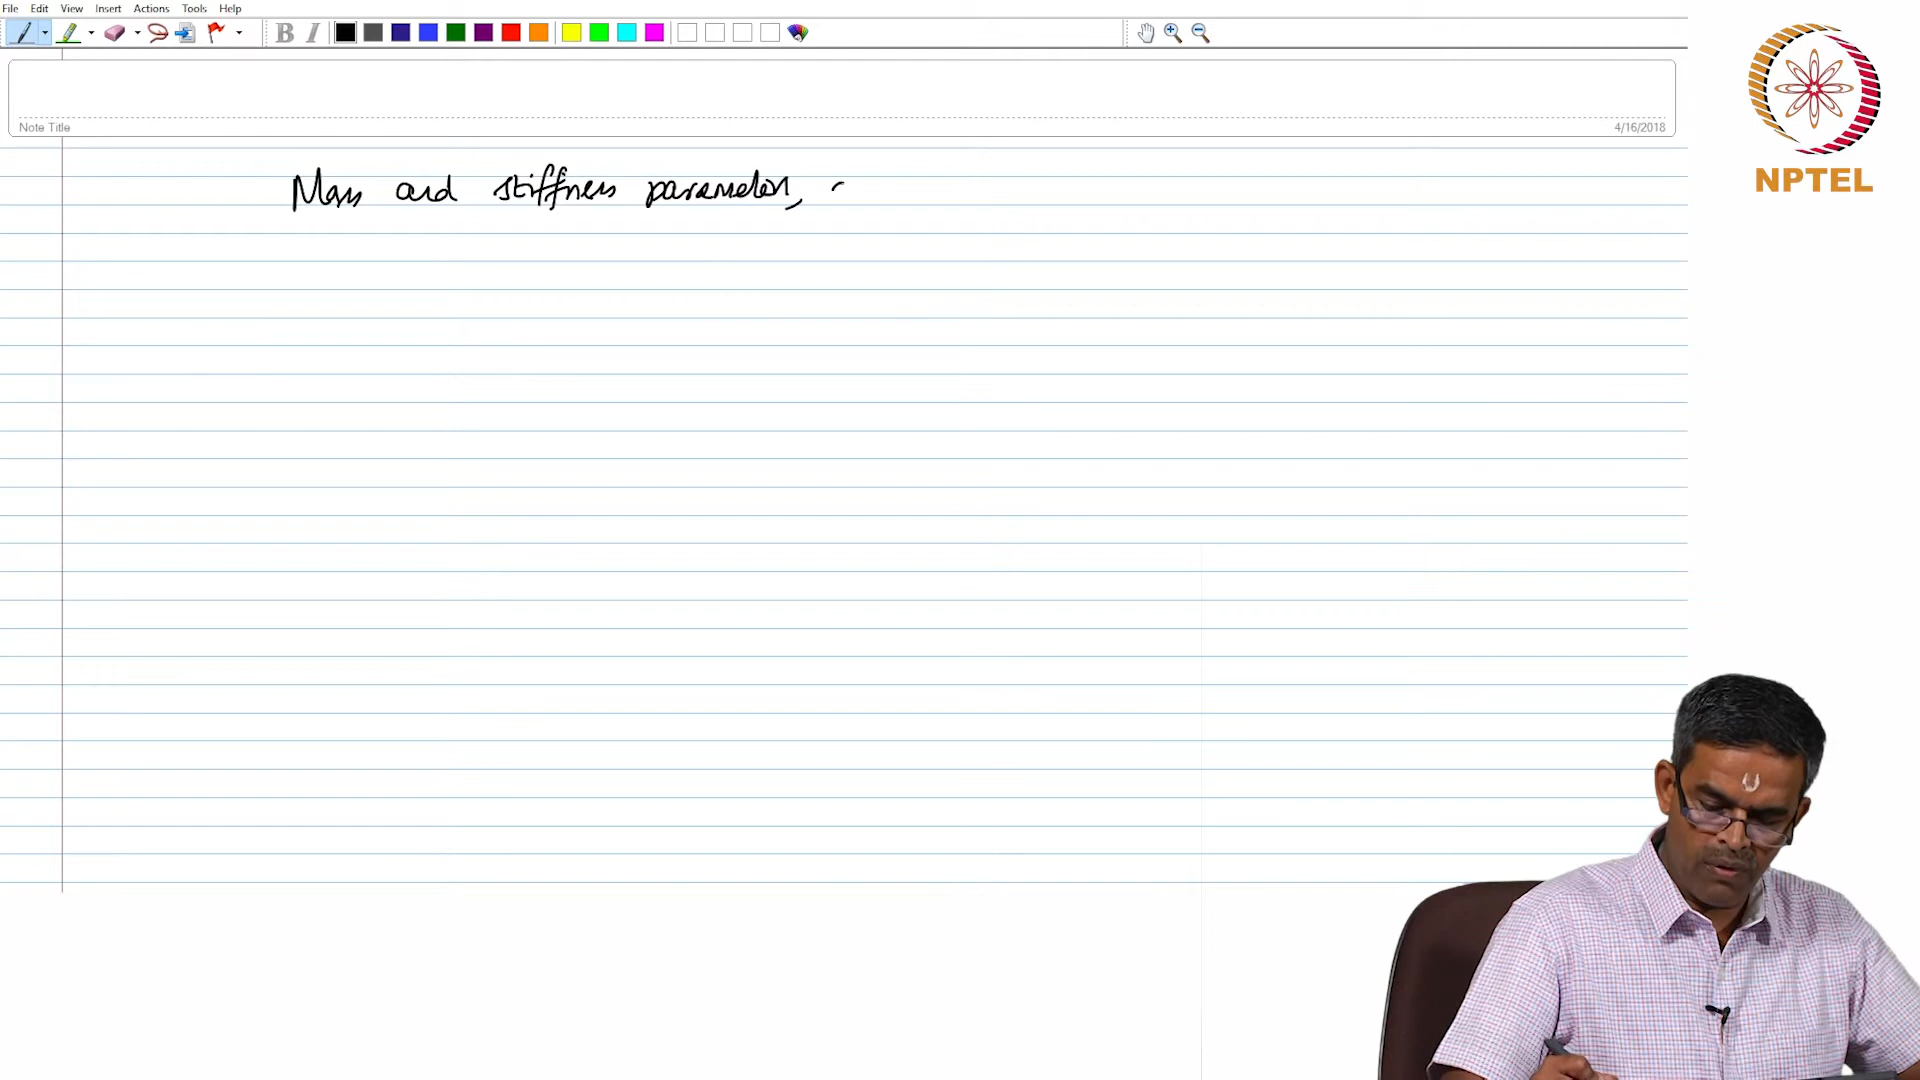 File Edit View Insert Actions Tools Help
B I
Note Title
4/16/2018
NPTEL
Mass and stiffness parameters,